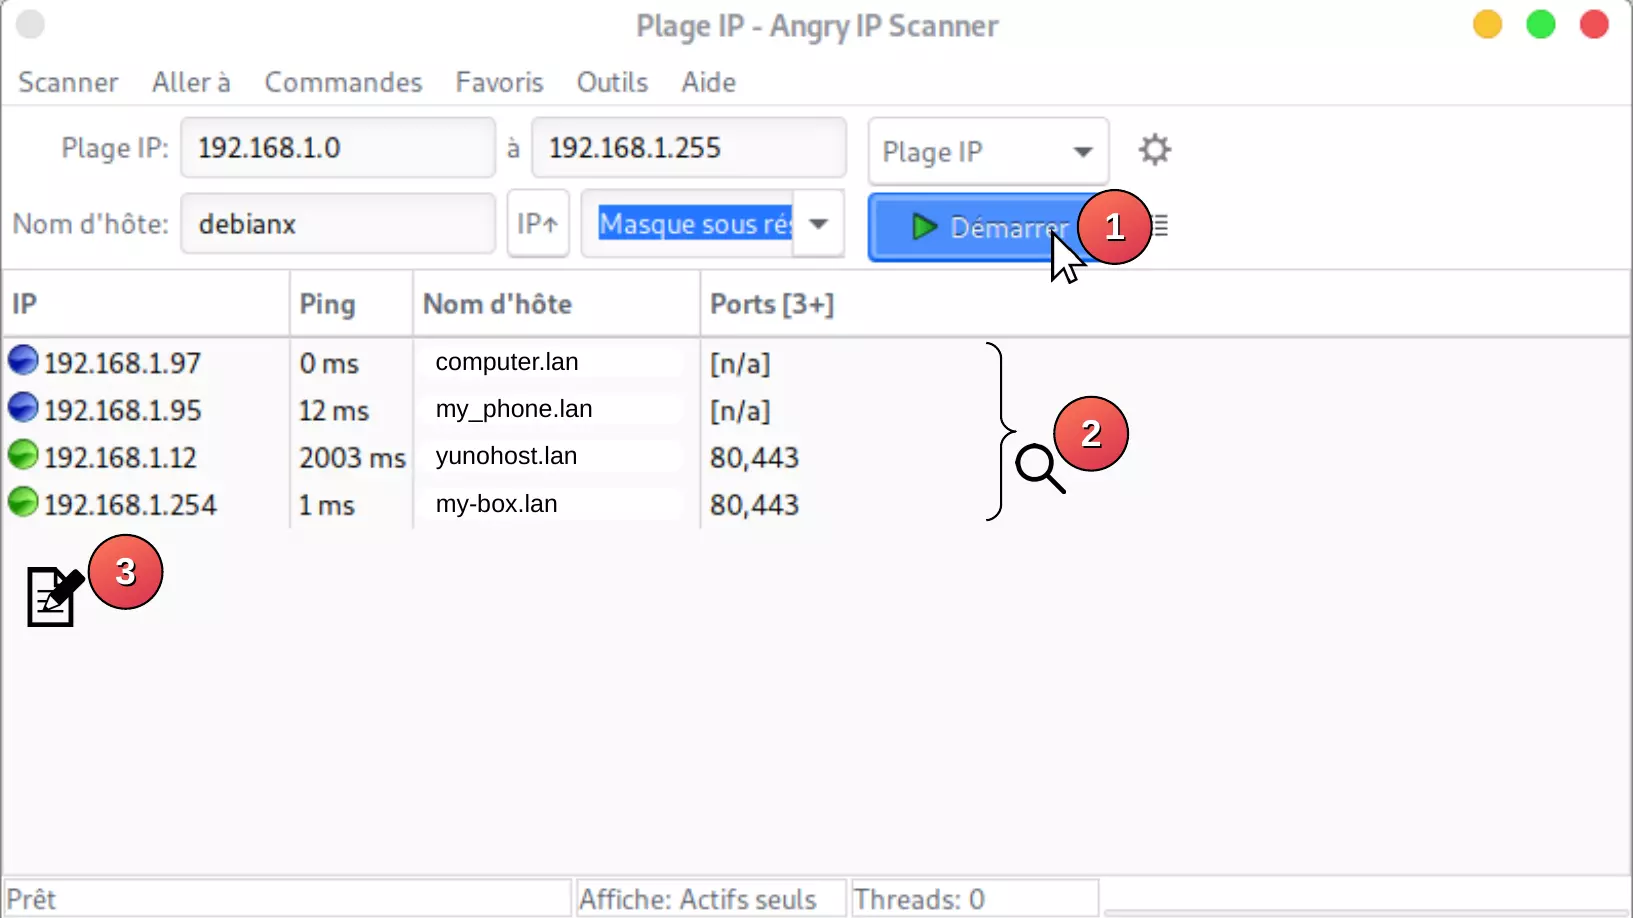 Plage IP - Angry IP Scanner
Scanner Aller à Commandes Favoris Outils Aide
Plage IP: 192.168.1.0 à 192.168.1.255 Plage IP
Nom d'hôte: debianx IP↑ Masque sous rés Démarrer 1
IP Ping Nom d'hôte Ports [3+]
192.168.1.97 0 ms computer.lan [n/a]
192.168.1.95 12 ms my_phone.lan [n/a]
2
192.168.1.12 2003 ms yunohost.lan 80,443
192.168.1.254 1 ms my-box.lan 80,443
3
Prêt Affiche: Actifs seuls Threads: 0